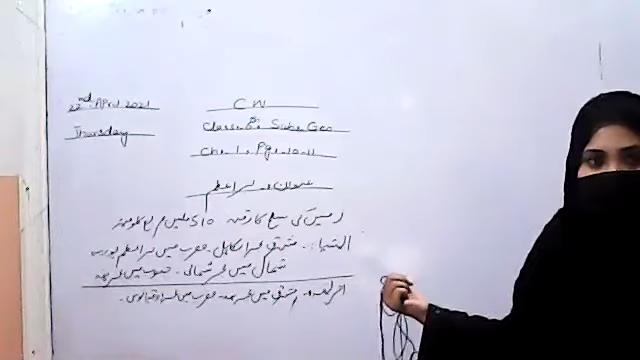 22nd April 2021
Thursday
CW
Class 8: Sub: Geo
Ch: 1, Pg: 10-11
عنوان: براعظم
زمین کی سطح کا رقبہ 510 ملین مربع کلومیٹر
ایشیا: مشرق بحرالکاہل۔ مغرب میں براعظم یورپ
شمال میں بحر شمالی۔ جنوب میں بحر ہند
افریقہ: مشرق میں بحر ہند مغرب میں بحر اوقیانوس۔